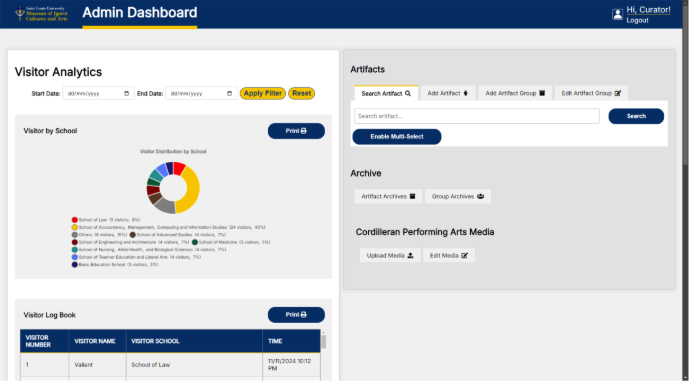 Saint Louis University
Museum of Igorot
Cultures and Arts
Admin Dashboard
Hi, Curator!
Logout
Visitor Analytics
Start Date: dd/mm/yyyy End Date: dd/mm/yyyy Apply Filter Reset
Visitor by School
Print
Visitor Distribution by School
School of Law (5 visitors, 8%)
School of Accountancy, Management, Computing and Information Studies (24 visitors, 40%)
Others (9 visitors, 15%) School of Advanced Studies (4 visitors, 7%)
School of Engineering and Architecture (4 visitors, 7%) School of Medicine (3 visitors, 5%)
School of Nursing, Allied Health, and Biological Sciences (4 visitors, 7%)
School of Teacher Education and Liberal Arts (4 visitors, 7%)
Basic Education School (3 visitors, 5%)
Visitor Log Book
Print
VISITOR NUMBER VISITOR NAME VISITOR SCHOOL TIME
1 Valiant School of Law 11/11/2024 10:12 PM
Artifacts
Search Artifact Add Artifact Add Artifact Group Edit Artifact Group
Search artifact...
Search
Enable Multi-Select
Archive
Artifact Archives Group Archives
Cordilleran Performing Arts Media
Upload Media Edit Media